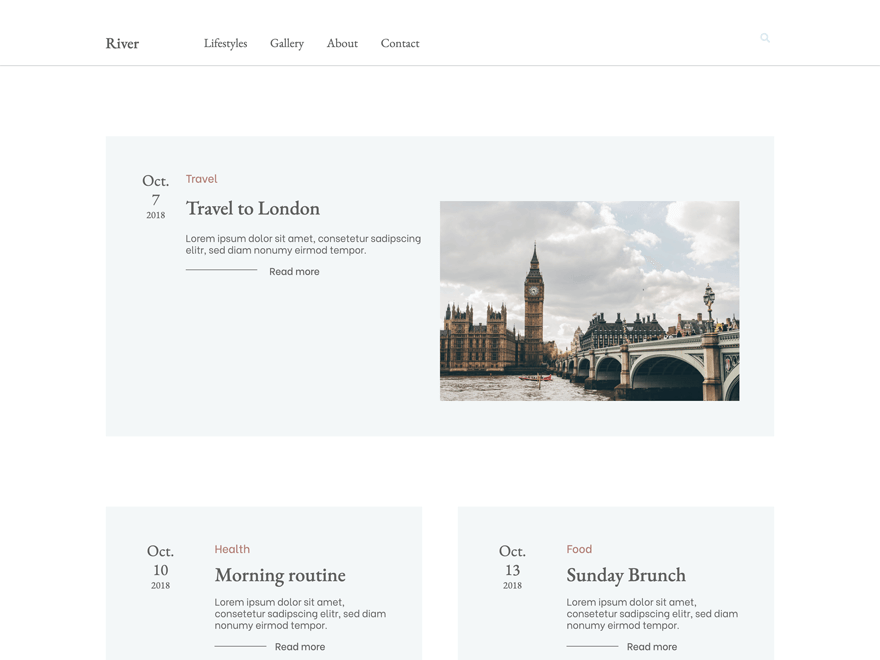 River
Lifestyles Gallery About Contact
Oct.
7
2018
Travel
Travel to London
Lorem ipsum dolor sit amet, consetetur sadipscing
elitr, sed diam nonumy eirmod tempor.
Read more
Oct.
10
2018
Health
Morning routine
Lorem ipsum dolor sit amet,
consetetur sadipscing elitr, sed diam
nonumy eirmod tempor.
Read more
Oct.
13
2018
Food
Sunday Brunch
Lorem ipsum dolor sit amet,
consetetur sadipscing elitr, sed diam
nonumy eirmod tempor.
Read more